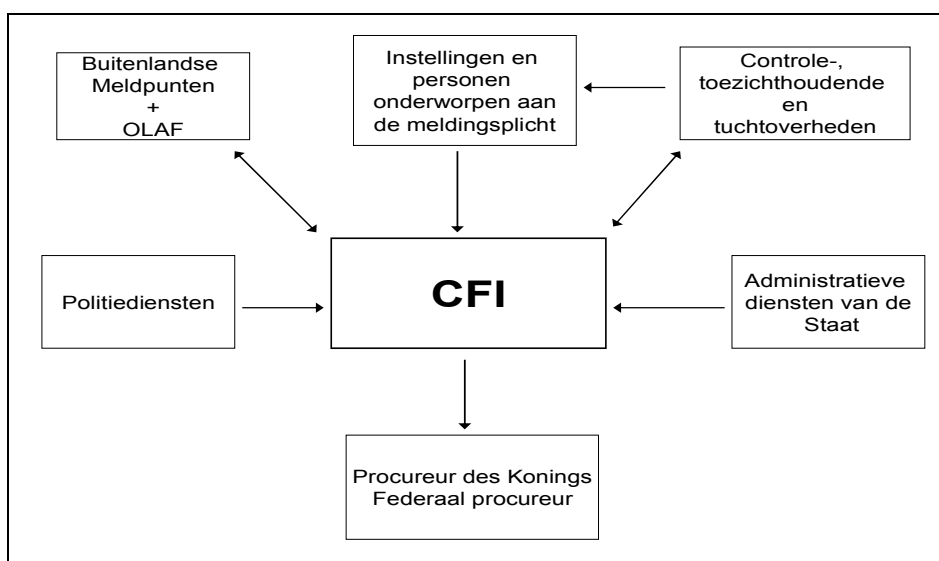 Buitenlandse
Meldpunten
+
OLAF
Instellingen en
personen
onderworpen aan
de meldingsplicht
Controle-,
toezichthoudende
en
tuchtoverheden
Politiediensten
CFI
Administratieve
diensten van de
Staat
Procureur des Konings
Federaal procureur